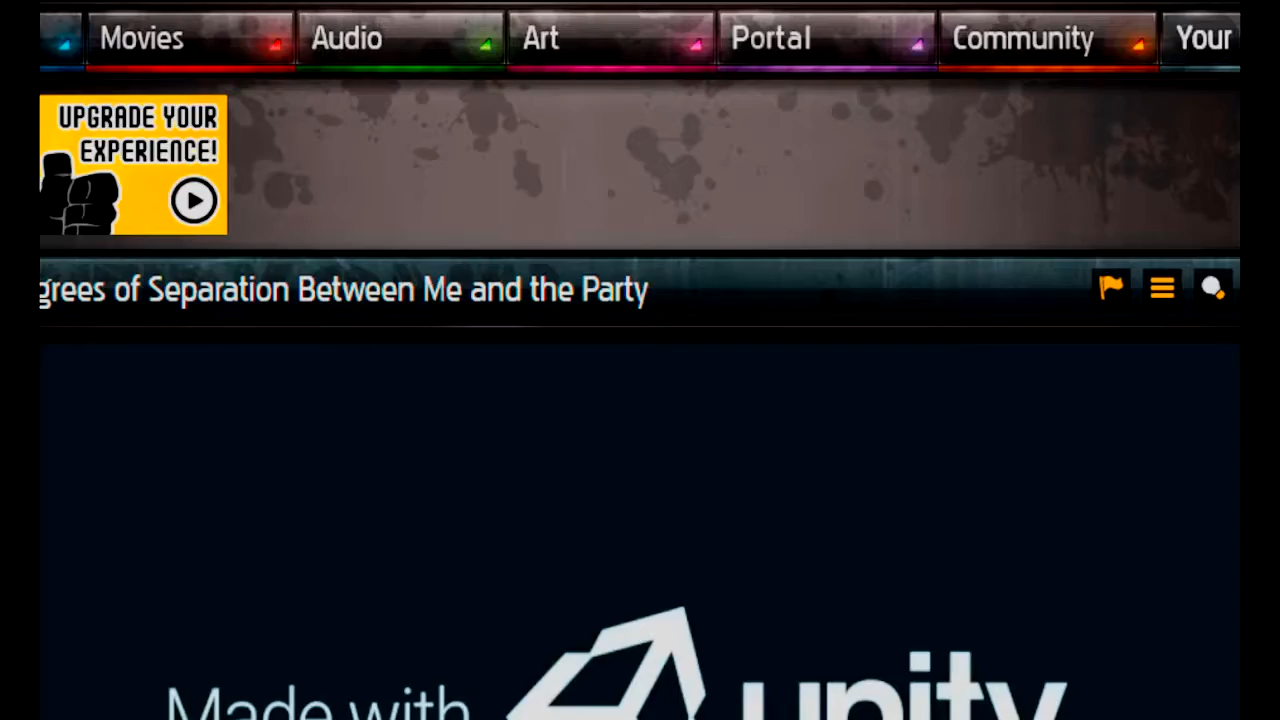 Movies Audio Art Portal Community Your
UPGRADE YOUR
EXPERIENCE!
grees of Separation Between Me and the Party
Made with unity